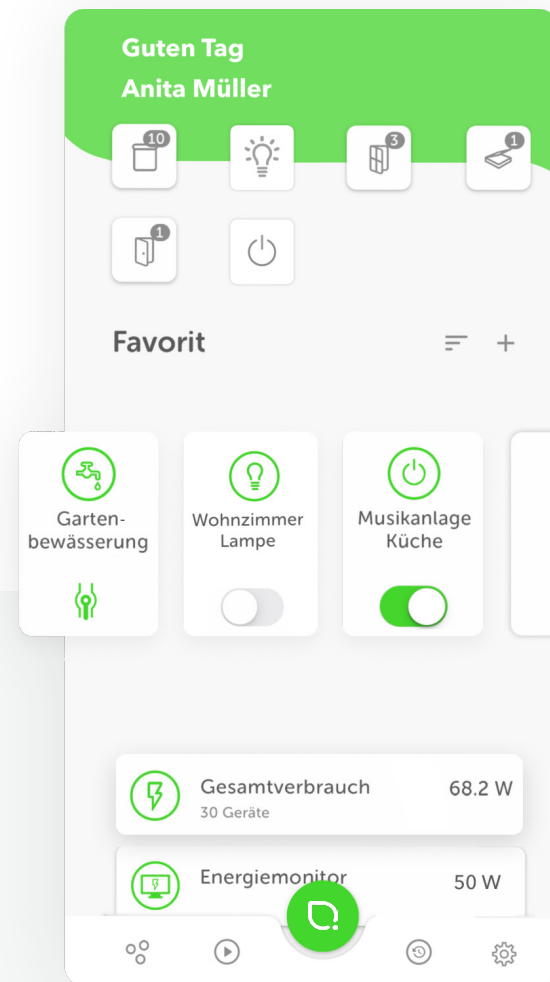 Guten Tag
Anita Müller
10
3
1
1
Favorit
Garten-
bewässerung
Wohnzimmer
Lampe
Musikanlage
Küche
Gesamtverbrauch
68.2 W
30 Geräte
Energiemonitor
50 W